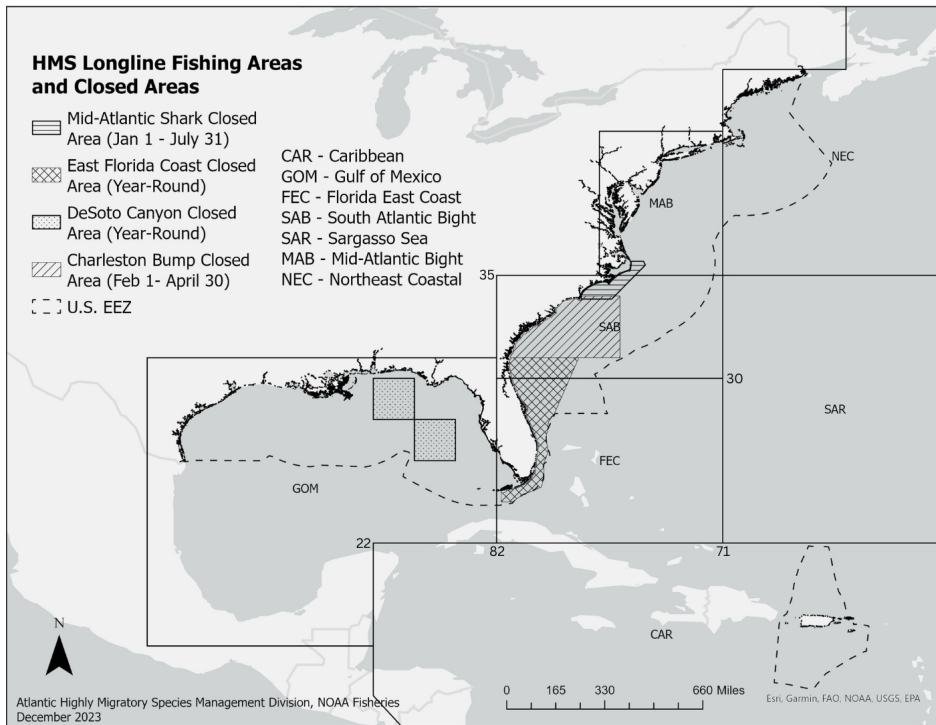 HMS Longline Fishing Areas
and Closed Areas
Mid-Atlantic Shark Closed
Area (Jan 1 - July 31)
East Florida Coast Closed
Area (Year-Round)
DeSoto Canyon Closed
Area (Year-Round)
Charleston Bump Closed
Area (Feb 1- April 30)
U.S. EEZ
CAR - Caribbean
GOM - Gulf of Mexico
FEC - Florida East Coast
SAB - South Atlantic Bight
SAR - Sargasso Sea
MAB - Mid-Atlantic Bight
NEC - Northeast Coastal
NEC
MAB
35
SAB
30
SAR
FEC
GOM
22
82
71
CAR
N
0 165 330 660 Miles
Esri, Garmin, FAO, NOAA, USGS, EPA
Atlantic Highly Migratory Species Management Division, NOAA Fisheries
December 2023